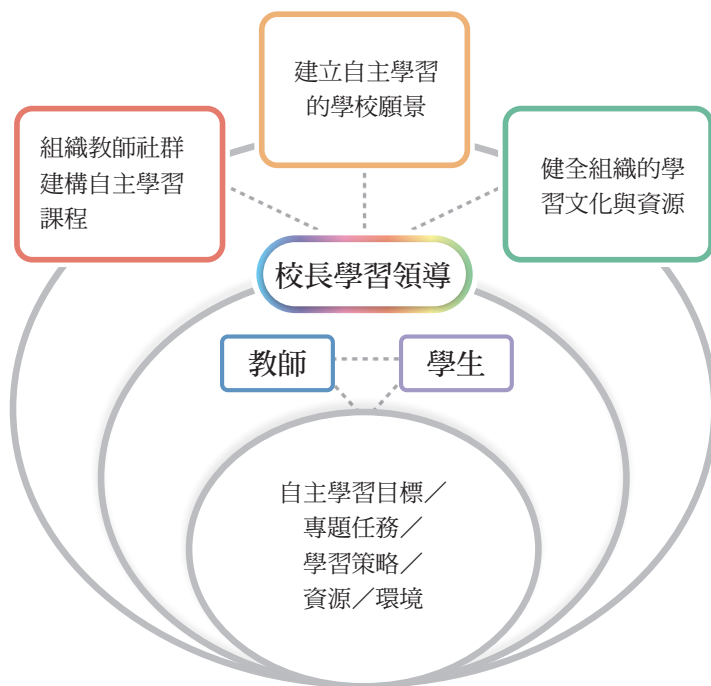 建立自主學習
的學校願景
組織教師社群
建構自主學習
課程
健全組織的學
習文化與資源
校長學習領導
教師
學生
自主學習目標／
專題任務／
學習策略／
資源／環境